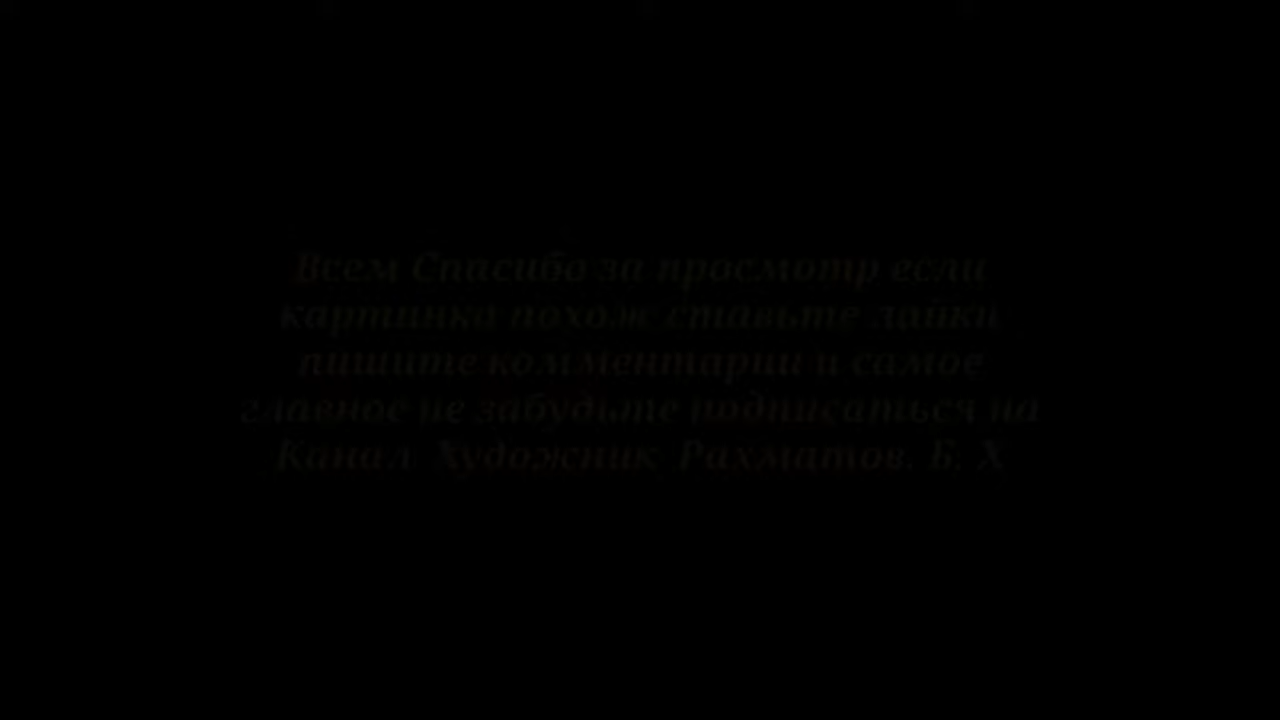 Всем Спасибо за просмотр если
картинка похож ставьте лайки
пишите комментарии и самое
главное не забудьте подписаться на
Канал Художник Рахматов. Б. Х